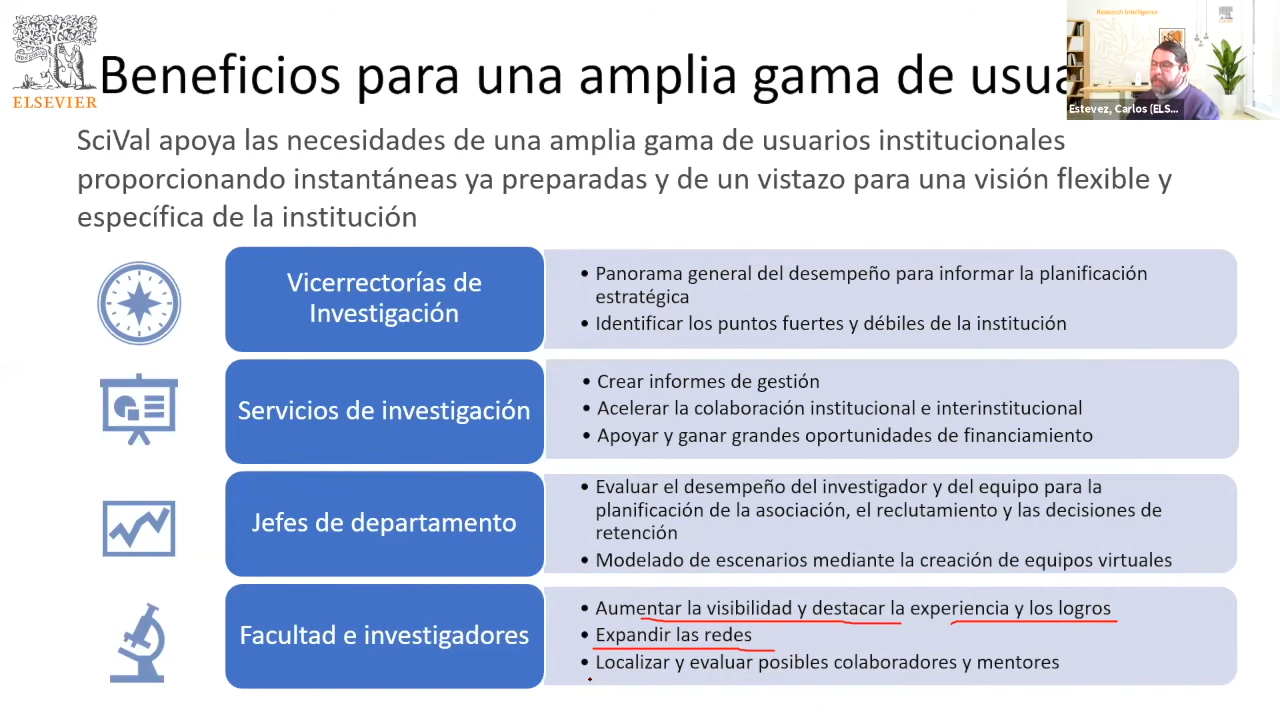 ELSEVIER
Beneficios para una amplia gama de usua
Research Intelligence
Estevez, Carlos (ELS...
SciVal apoya las necesidades de una amplia gama de usuarios institucionales
proporcionando instantáneas ya preparadas y de un vistazo para una visión flexible y
específica de la institución
Vicerrectorías de
Investigación
• Panorama general del desempeño para informar la planificación
estratégica
• Identificar los puntos fuertes y débiles de la institución
Servicios de investigación
• Crear informes de gestión
• Acelerar la colaboración institucional e interinstitucional
• Apoyar y ganar grandes oportunidades de financiamiento
Jefes de departamento
• Evaluar el desempeño del investigador y del equipo para la
planificación de la asociación, el reclutamiento y las decisiones de
retención
• Modelado de escenarios mediante la creación de equipos virtuales
Facultad e investigadores
• Aumentar la visibilidad y destacar la experiencia y los logros
• Expandir las redes
• Localizar y evaluar posibles colaboradores y mentores